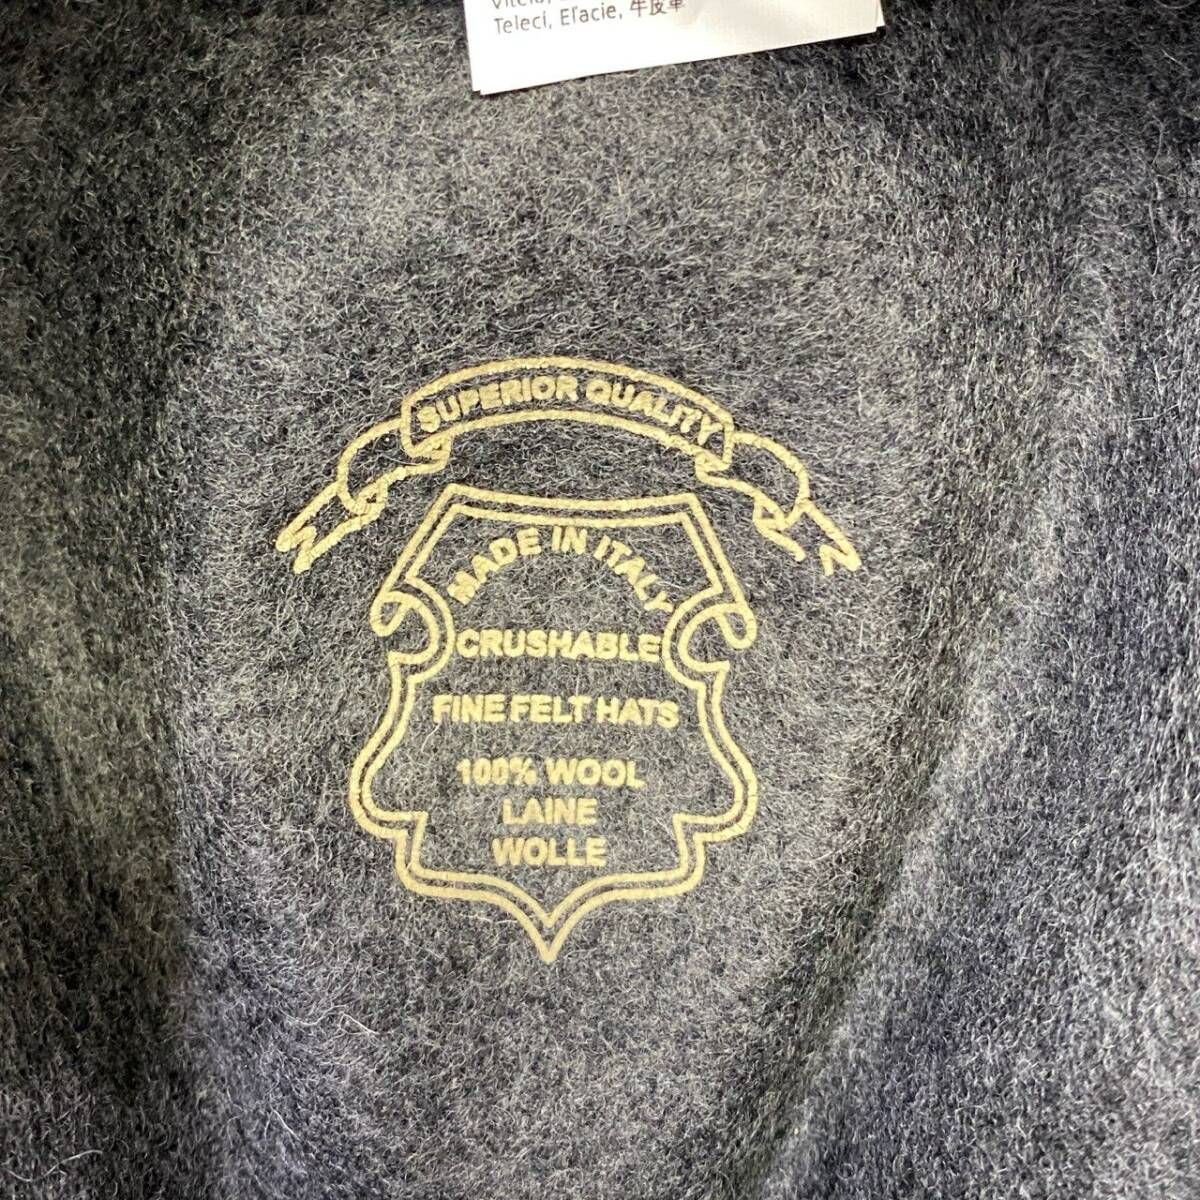 Teleci, Eľacie, 牛皮革
SUPERIOR QUALITY
MADE IN ITALY
CRUSHABLE
FINE FELT HATS
100% WOOL
LAINE
WOLLE